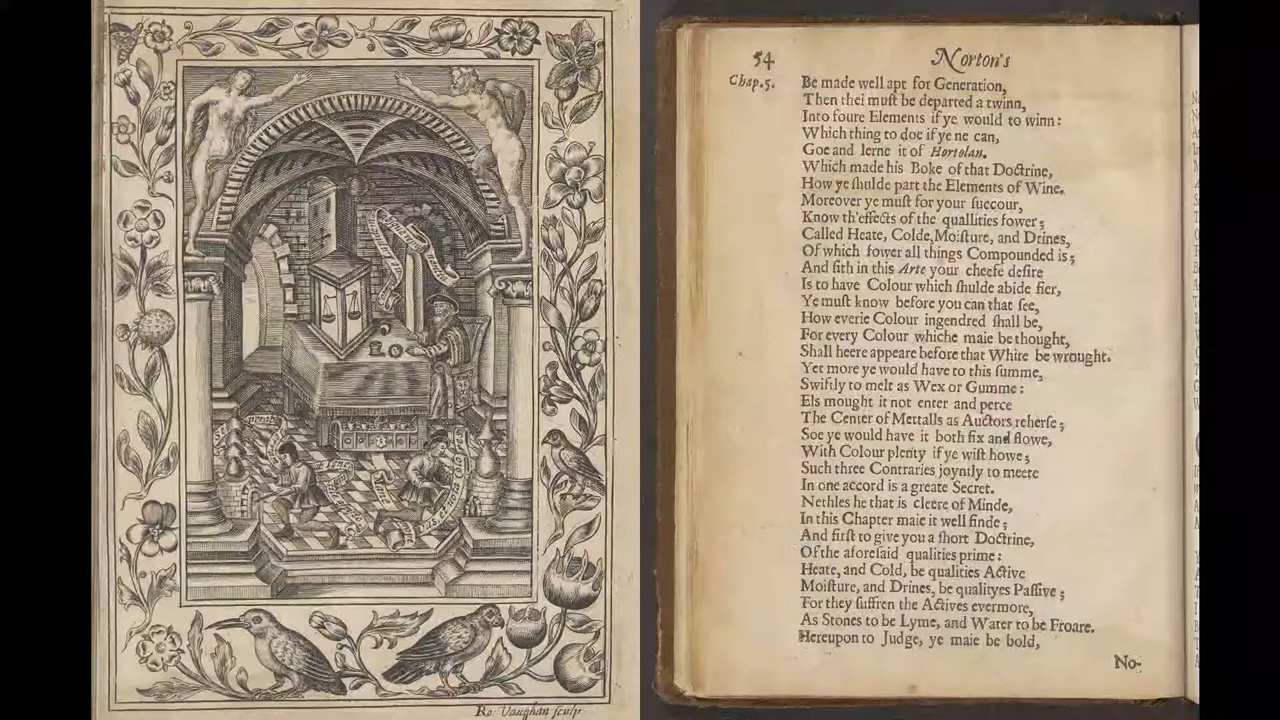 Ro: Vaughan sculp.
54
Norton's
Chap.5.
Be made well apt for Generation,
Then thei muſt be departed a twinn,
Into foure Elements if ye would to winn:
Which thing to doe if ye ne can,
Goe and lerne it of Hortolan.
Which made his Boke of that Doctrine,
How ye ſhulde part the Elements of Wine.
Moreover ye muſt for your ſuccour,
Know th'effects of the quallities fower;
Called Heate, Colde, Moiſture, and Drines,
Of which fower all things Compounded is;
And ſith in this Arte your cheefe deſire
Is to have Colour which ſhulde abide fier,
Ye muſt know before you can that ſee,
How everie Colour ingendred ſhall be,
For every Colour whiche maie be thought,
Shall heere appeare before that White be wrought.
Yet more ye would have to this ſumme,
Swiftly to melt as Wex or Gumme:
Els mought it not enter and perce
The Center of Mettalls as Auctors reherſe;
Soe ye would have it both fix and flowe,
With Colour plenty if ye wiſt howe;
Such three Contraries joyntly to meete
In one accord is a greate Secret.
Nethles he that is cleere of Minde,
In this Chapter maie it well finde;
And firſt to give you a ſhort Doctrine,
Of the aforeſaid qualities prime:
Heate, and Cold, be qualities Active
Moiſture, and Drines, be qualityes Paſſive;
For they ſuffren the Actives evermore,
As Stones to be Lyme, and Water to be Froare.
Hereupon to Judge, ye maie be bold,
No-